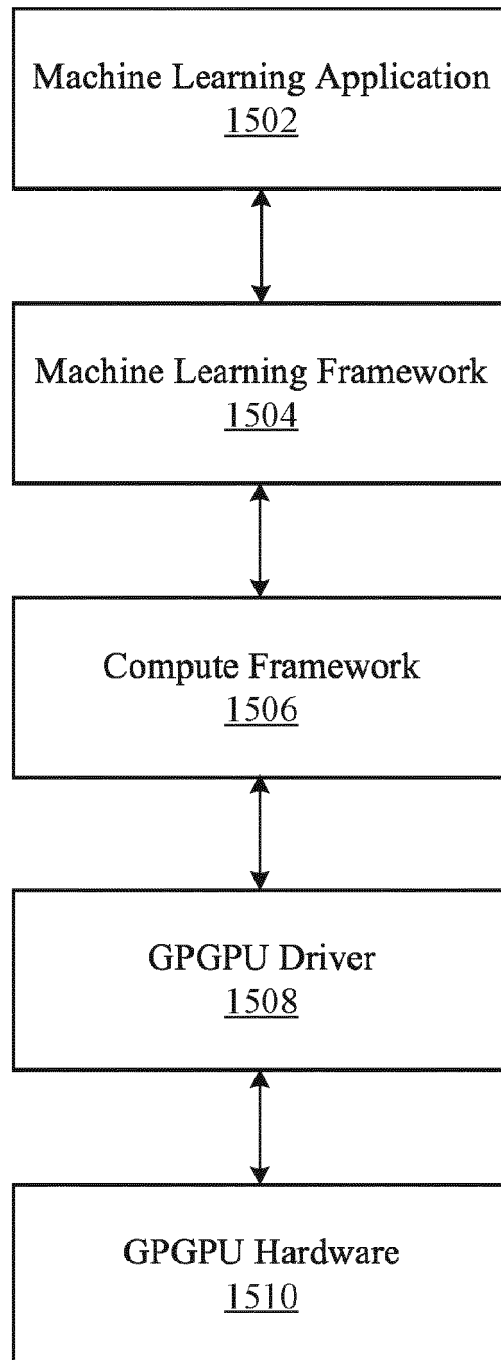 Machine Learning Application
1502
Machine Learning Framework
1504
Compute Framework
1506
GPGPU Driver
1508
GPGPU Hardware
1510